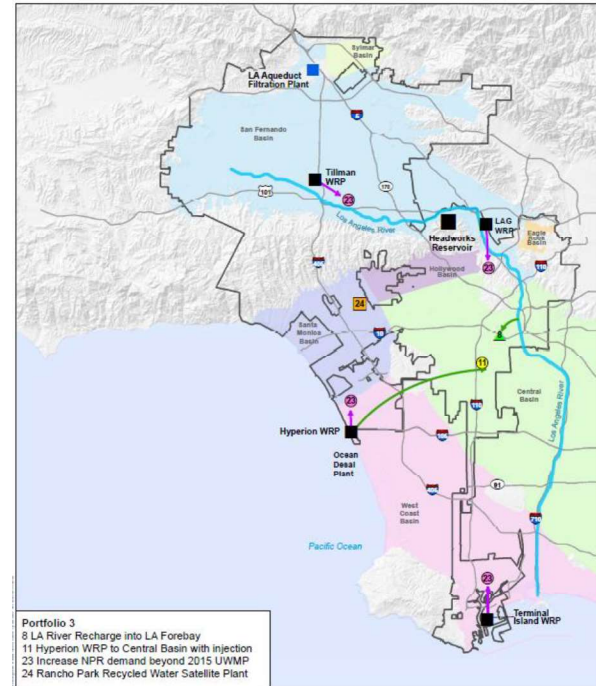 Sylmar
Basin
LA Aqueduct
Filtration Plant
5
San Fernando
Basin
Tillman
WRP
23
170
101
Los Angeles River
LAG
WRP
Headworks
Reservoir
Eagle
Rock
Basin
405
Hollywood
Basin
23
110
24
8
Santa
Monica
Basin
10
11
Central
Basin
Los Angeles River
23
110
Hyperion WRP
Ocean
Desal
Plant
91
West
Coast
Basin
710
Pacific Ocean
23
Terminal
Island WRP
Portfolio 3
8 LA River Recharge into LA Forebay
11 Hyperion WRP to Central Basin with injection
23 Increase NPR demand beyond 2015 UWMP
24 Rancho Park Recycled Water Satellite Plant